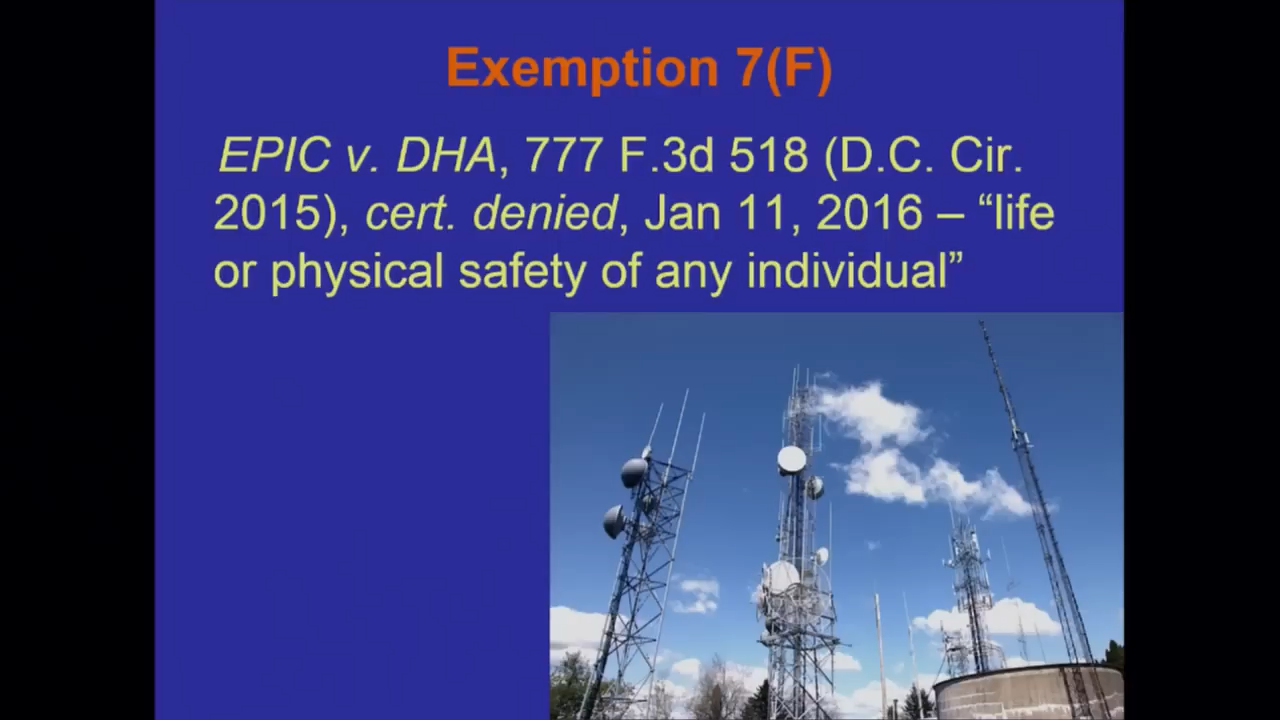 Exemption 7(F)
EPIC v. DHA, 777 F.3d 518 (D.C. Cir.
2015), cert. denied, Jan 11, 2016 – “life
or physical safety of any individual”